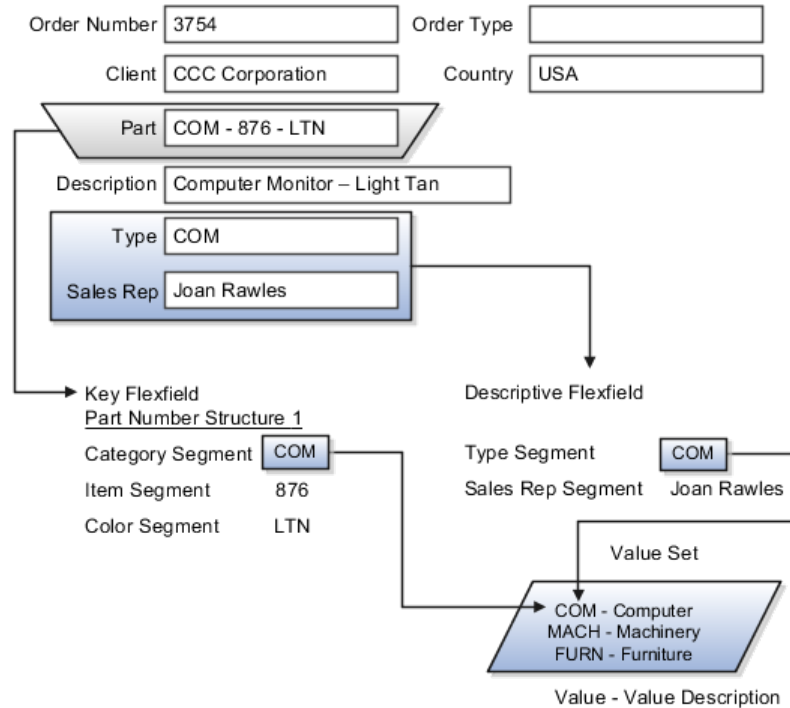 Order Number 3754 Order Type
Client CCC Corporation Country USA
Part COM - 876 - LTN
Description Computer Monitor – Light Tan
Type COM
Sales Rep Joan Rawles
Key Flexfield
Part Number Structure 1
Category Segment COM
Item Segment 876
Color Segment LTN
Descriptive Flexfield
Type Segment COM
Sales Rep Segment Joan Rawles
Value Set
COM - Computer
MACH - Machinery
FURN - Furniture
Value - Value Description